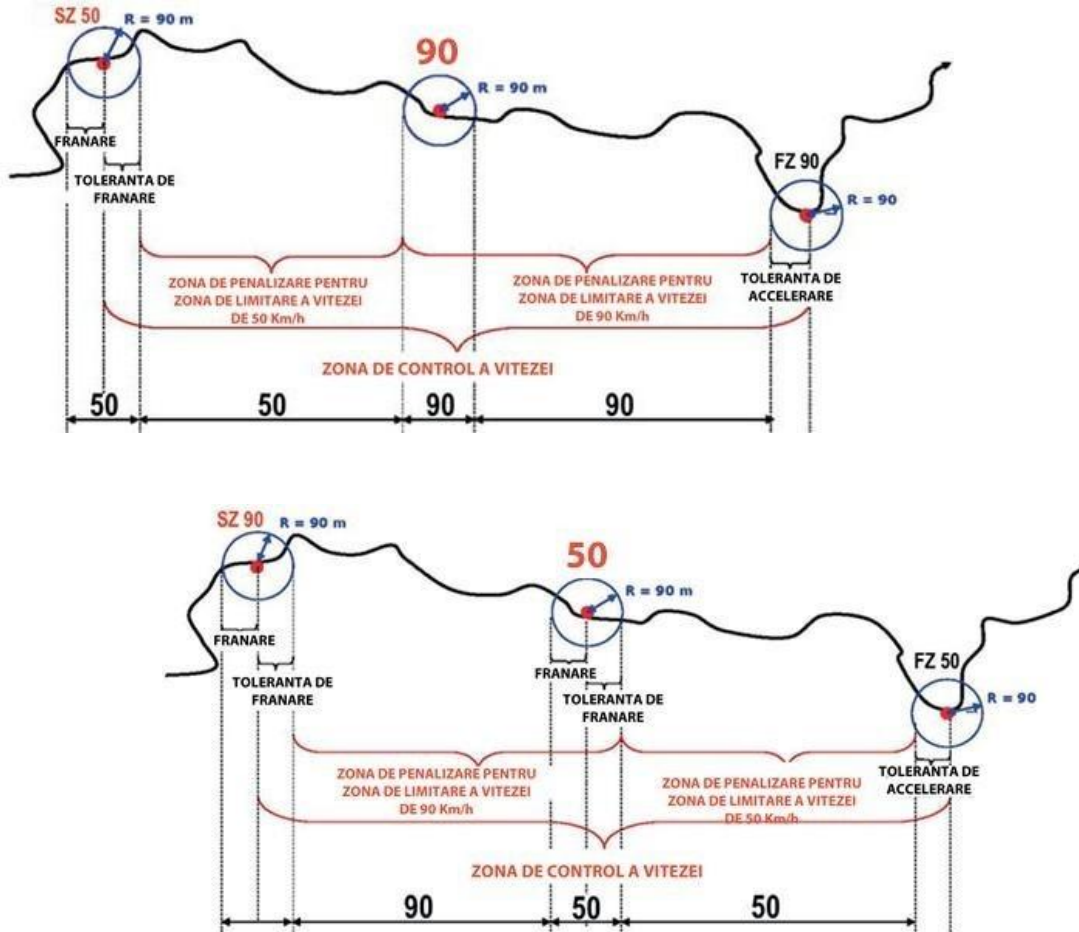 SZ 50
R = 90 m
90
R = 90 m
FRANARE
FZ 90
TOLERANTA DE
FRANARE
R = 90
ZONA DE PENALIZARE PENTRU
ZONA DE LIMITARE A VITEZEI
DE 50 Km/h
ZONA DE PENALIZARE PENTRU
ZONA DE LIMITARE A VITEZEI
DE 90 Km/h
TOLERANTA DE
ACCELERARE
ZONA DE CONTROL A VITEZEI
50
50
90
90
SZ 90
R = 90 m
50
R = 90 m
FRANARE
FRANARE
FZ 50
TOLERANTA DE
FRANARE
TOLERANTA DE
FRANARE
R = 90
ZONA DE PENALIZARE PENTRU
ZONA DE LIMITARE A VITEZEI
DE 90 Km/h
ZONA DE PENALIZARE PENTRU
ZONA DE LIMITARE A VITEZEI
DE 50 Km/h
TOLERANTA DE
ACCELERARE
ZONA DE CONTROL A VITEZEI
90
50
50